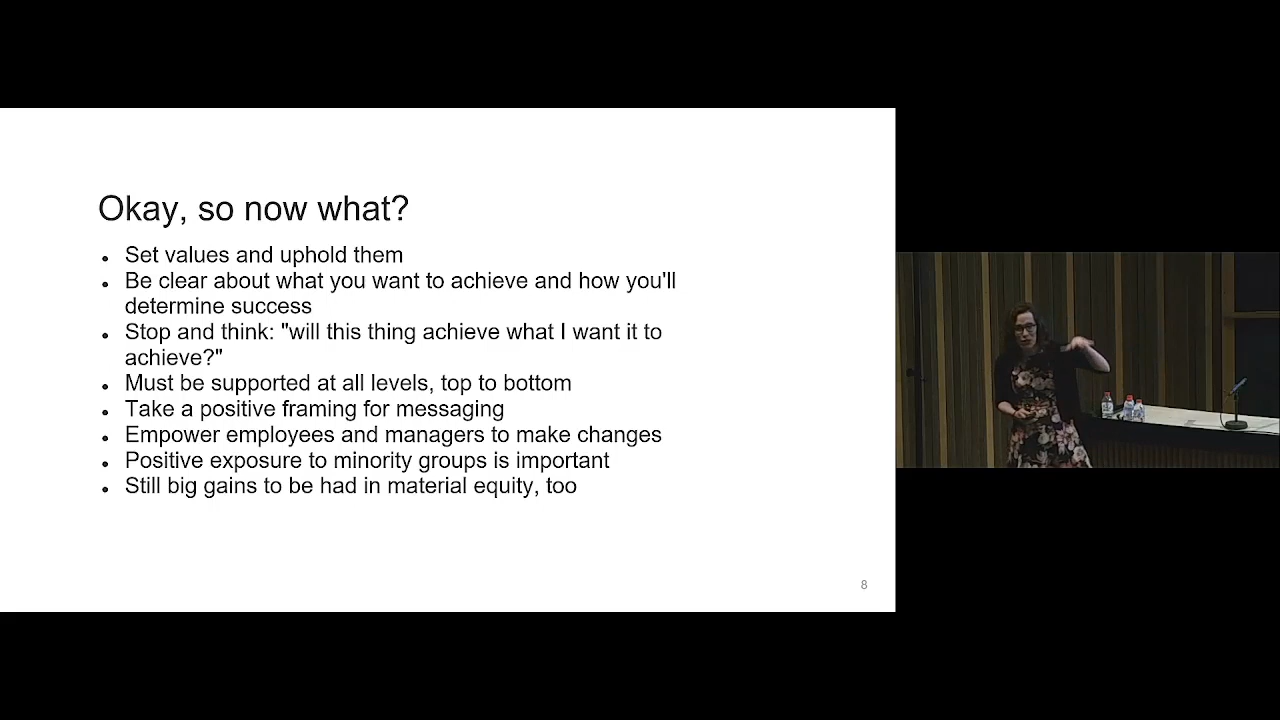 Okay, so now what?
Set values and uphold them
Be clear about what you want to achieve and how you'll
determine success
Stop and think: "will this thing achieve what I want it to
achieve?"
Must be supported at all levels, top to bottom
Take a positive framing for messaging
Empower employees and managers to make changes
Positive exposure to minority groups is important
Still big gains to be had in material equity, too
8